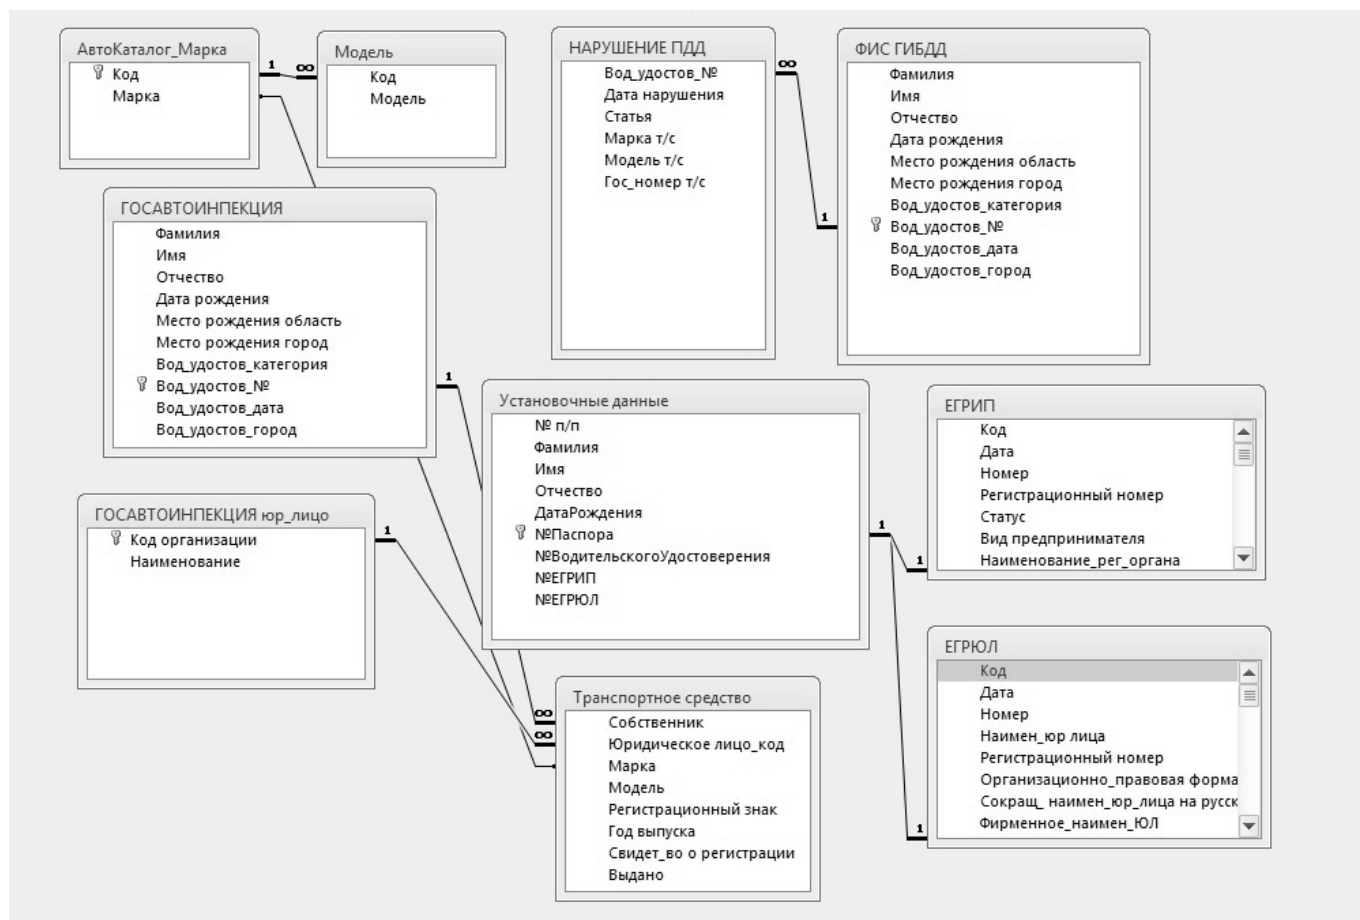 АвтоКаталог_Марка
Код
Марка
1
∞
Модель
Код
Модель
НАРУШЕНИЕ ПДД
Вод_удостов_№
Дата нарушения
Статья
Марка т/с
Модель т/с
Гос_номер т/с
∞
1
ФИС ГИБДД
Фамилия
Имя
Отчество
Дата рождения
Место рождения область
Место рождения город
Вод_удостов_категория
Вод_удостов_№
Вод_удостов_дата
Вод_удостов_город
ГОСАВТОИНПЕКЦИЯ
Фамилия
Имя
Отчество
Дата рождения
Место рождения область
Место рождения город
Вод_удостов_категория
Вод_удостов_№
Вод_удостов_дата
Вод_удостов_город
1
Установочные данные
№ п/п
Фамилия
Имя
Отчество
ДатаРождения
№Паспора
№ВодительскогоУдостоверения
№ЕГРИП
№ЕГРЮЛ
1
1
ЕГРИП
Код
Дата
Номер
Регистрационный номер
Статус
Вид предпринимателя
Наименование_рег_органа
ГОСАВТОИНПЕКЦИЯ юр_лицо
Код организации
Наименование
1
ЕГРЮЛ
Код
Дата
Номер
Наимен_юр лица
Регистрационный номер
Организационно_правовая форма
Сокращ_ наимен_юр_лица на русск
Фирменное_наимен_ЮЛ
1
Транспортное средство
∞
∞
Собственник
Юридическое лицо_код
Марка
Модель
Регистрационный знак
Год выпуска
Свидет_во о регистрации
Выдано